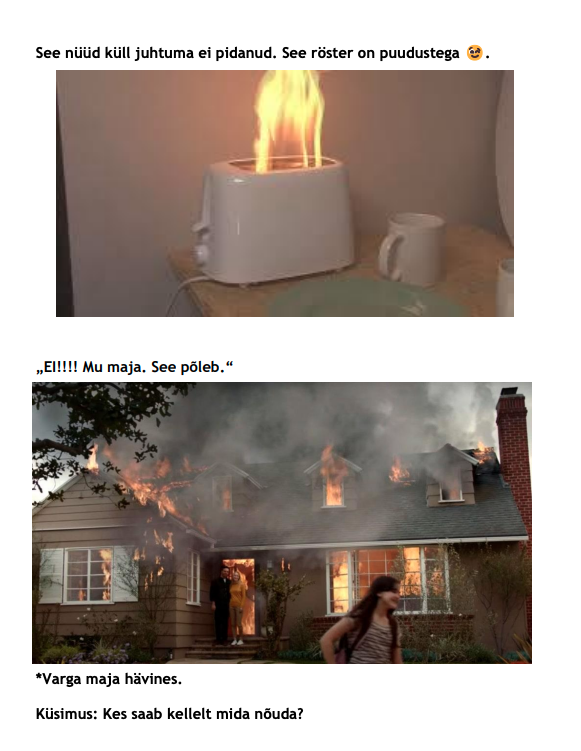 See nüüd küll juhtuma ei pidanud. See röster on puudustega 🥹.
„EI!!!! Mu maja. See põleb.“
*Varga maja hävines.
Küsimus: Kes saab kellelt mida nõuda?